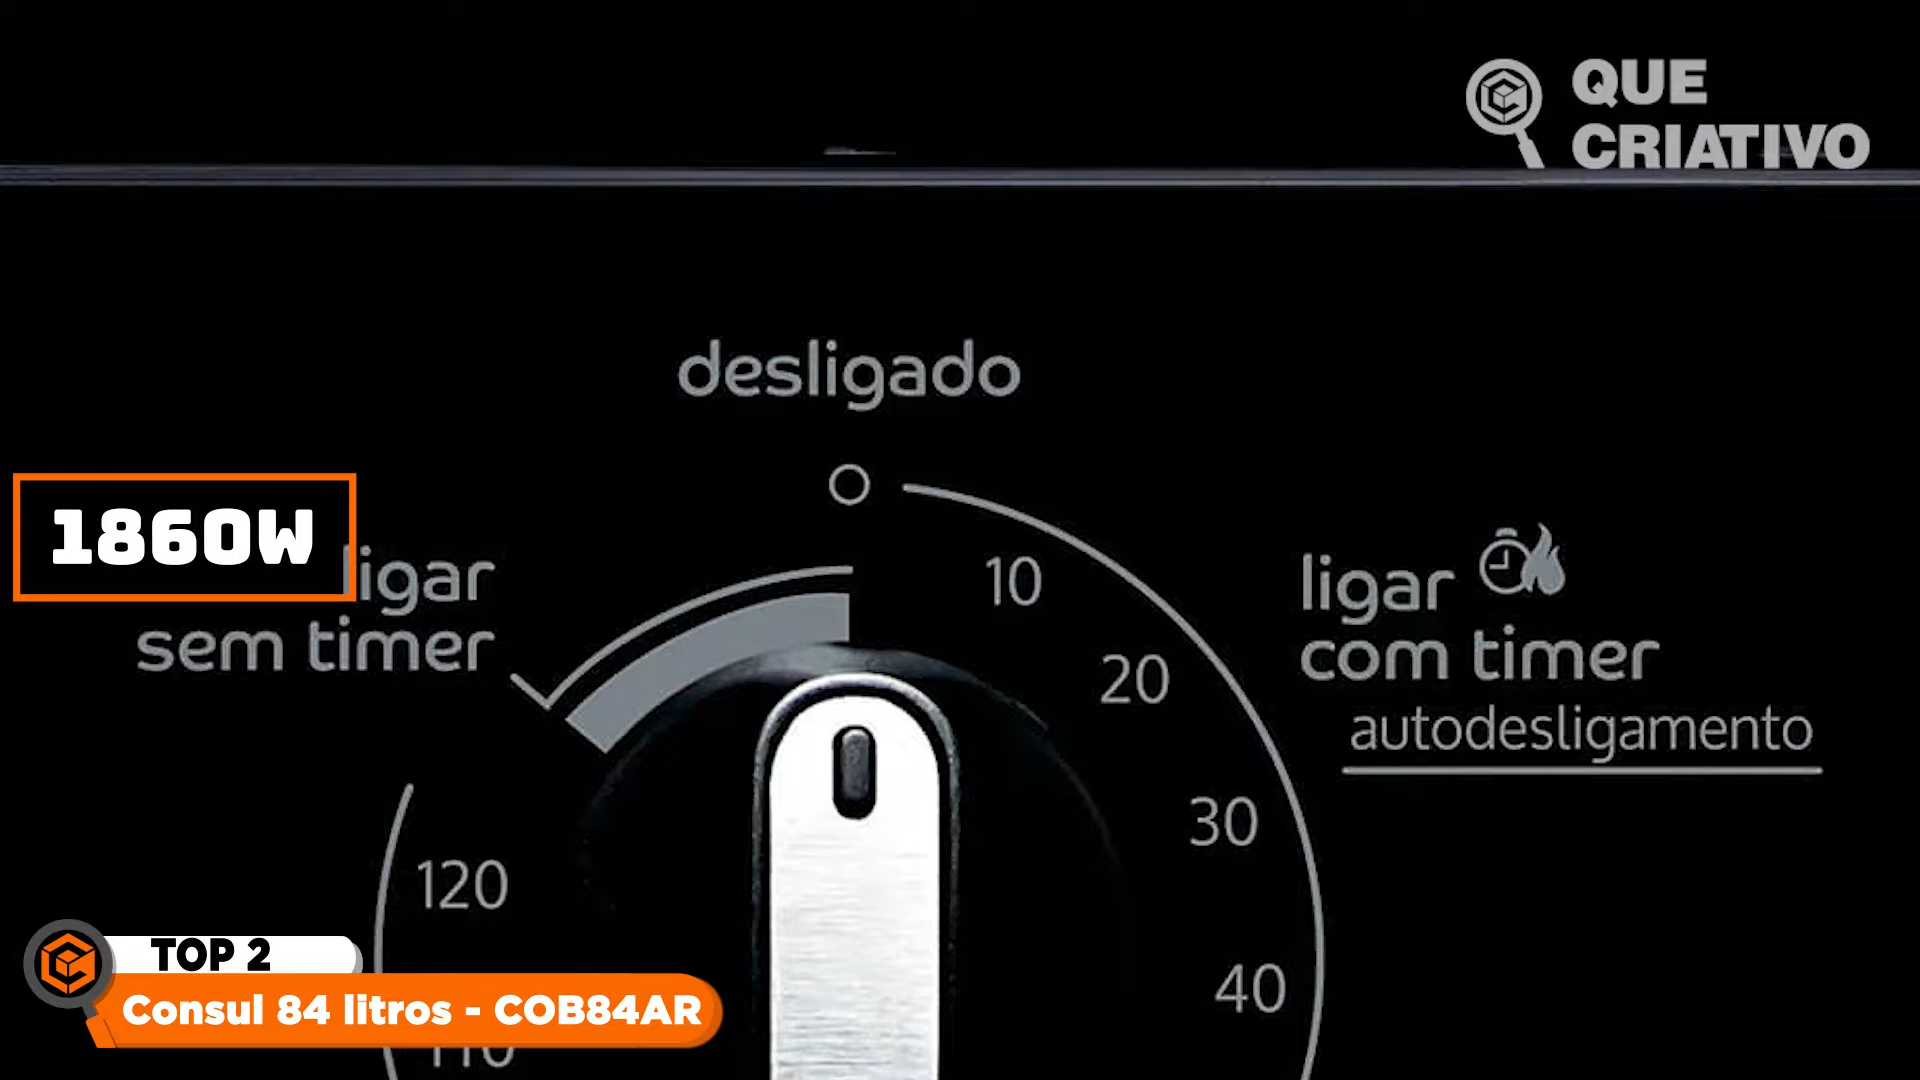 QUE
CRIATIVO
desligado
1860W
ligar
sem timer
10
20
30
40
ligar
com timer
autodesligamento
120
110
TOP 2
Consul 84 litros - COB84AR